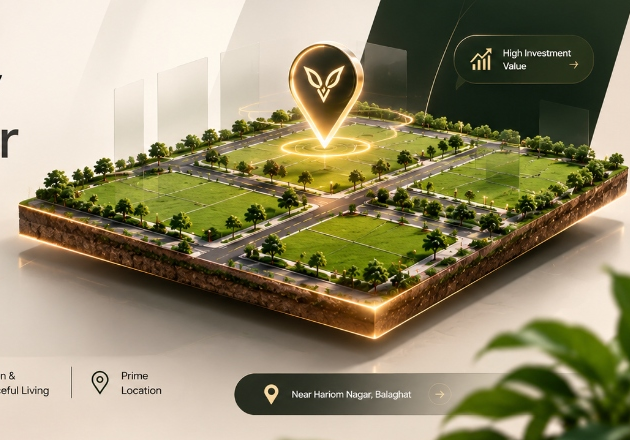 r
High Investment
Value
n &
eful Living
Prime
Location
Near Hariom Nagar, Balaghat